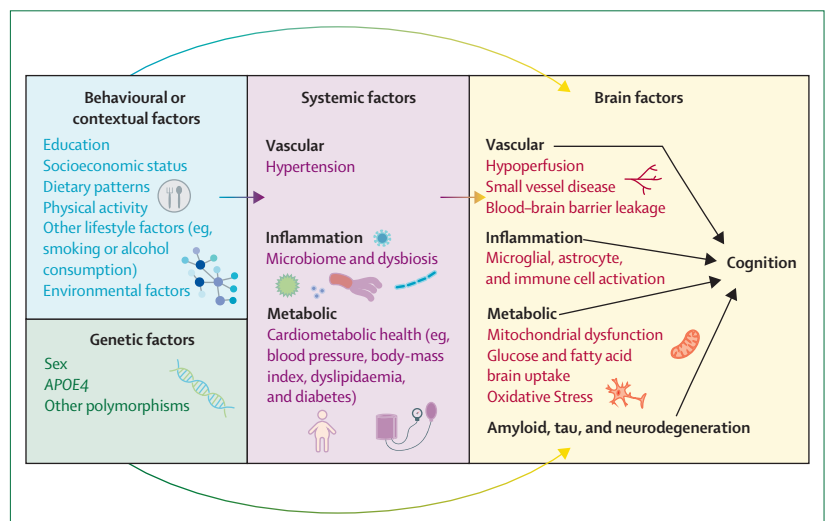 Behavioural or
contextual factors
Education
Socioeconomic status
Dietary patterns
Physical activity
Other lifestyle factors (eg,
smoking or alcohol
consumption)
Environmental factors
Genetic factors
Sex
APOE4
Other polymorphisms
Systemic factors
Vascular
Hypertension
Inflammation
Microbiome and dysbiosis
Metabolic
Cardiometabolic health (eg,
blood pressure, body-mass
index, dyslipidaemia,
and diabetes)
Brain factors
Vascular
Hypoperfusion
Small vessel disease
Blood–brain barrier leakage
Inflammation
Microglial, astrocyte,
and immune cell activation
Metabolic
Mitochondrial dysfunction
Glucose and fatty acid
brain uptake
Oxidative Stress
Amyloid, tau, and neurodegeneration
Cognition